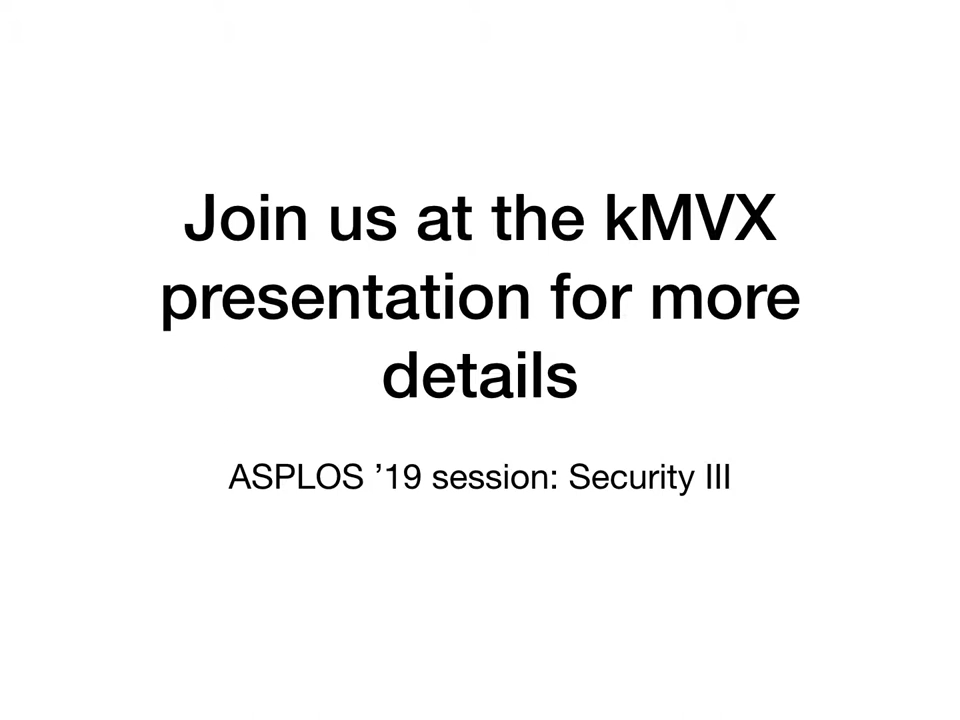 Join us at the kMVX
presentation for more
details
ASPLOS ’19 session: Security III